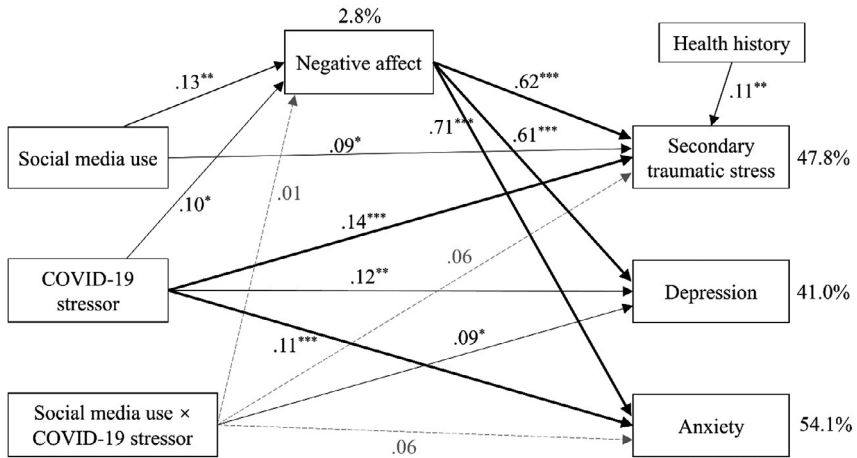 2.8%
Negative affect
Health history
.13**
.62***
.11**
.71***
.61***
Social media use
.09*
Secondary
traumatic stress
47.8%
.10*
.01
.14***
.06
COVID-19
stressor
.12**
Depression
41.0%
.11***
.09*
Social media use ×
COVID-19 stressor
.06
Anxiety
54.1%